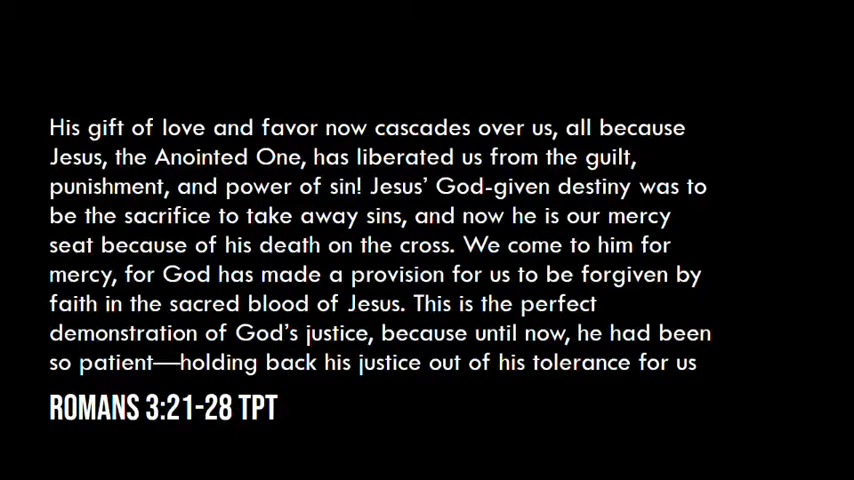 His gift of love and favor now cascades over us, all because
Jesus, the Anointed One, has liberated us from the guilt,
punishment, and power of sin! Jesus’ God-given destiny was to
be the sacrifice to take away sins, and now he is our mercy
seat because of his death on the cross. We come to him for
mercy, for God has made a provision for us to be forgiven by
faith in the sacred blood of Jesus. This is the perfect
demonstration of God’s justice, because until now, he had been
so patient—holding back his justice out of his tolerance for us
ROMANS 3:21-28 TPT